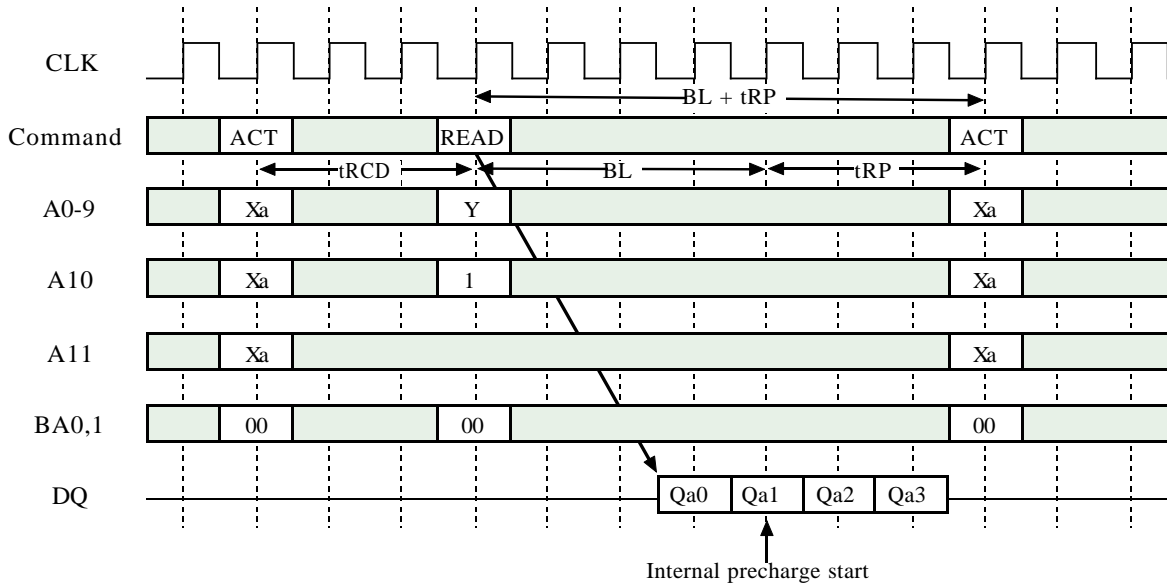 CLK
BL + tRP
Command ACT READ ACT
tRCD BL tRP
A0-9 Xa Y Xa
A10 Xa 1 Xa
A11 Xa Xa
BA0,1 00 00 00
DQ Qa0 Qa1 Qa2 Qa3
Internal precharge start